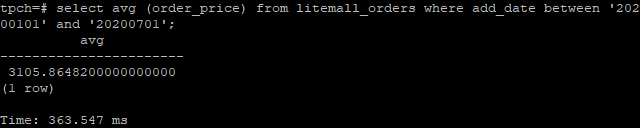 tpch=# select avg (order_price) from litemall_orders where add_date between '202
00101' and '20200701';
          avg
-----------------------
 3105.8648200000000000
(1 row)

Time: 363.547 ms